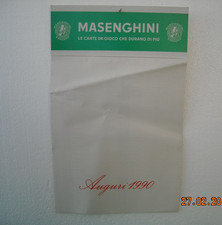 MASENGHINI
LE CARTE DA GIOCO CHE DURANO DI PIÙ
Auguri 1990
27.02.20